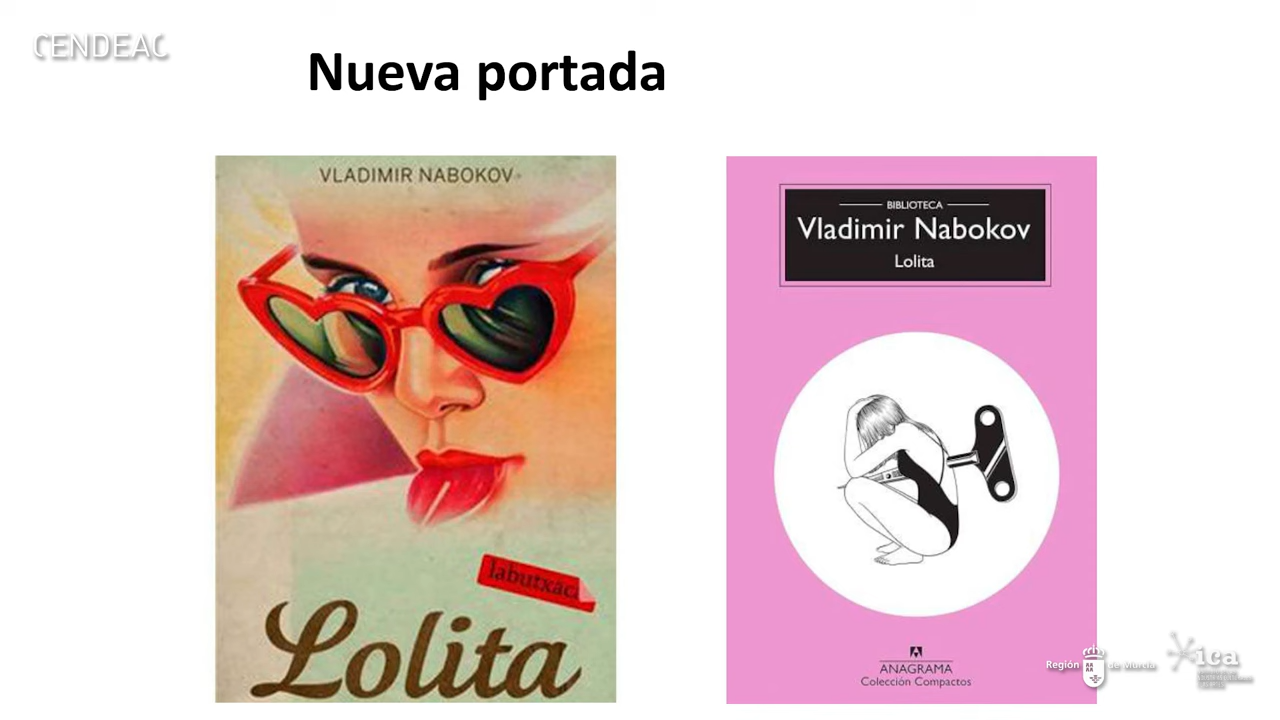 CENDEAC
Nueva portada
VLADIMIR NABOKOV
labutxaca
Lolita
BIBLIOTECA
Vladimir Nabokov
Lolita
ANAGRAMA
Colección Compactos
Región de Murcia
ica